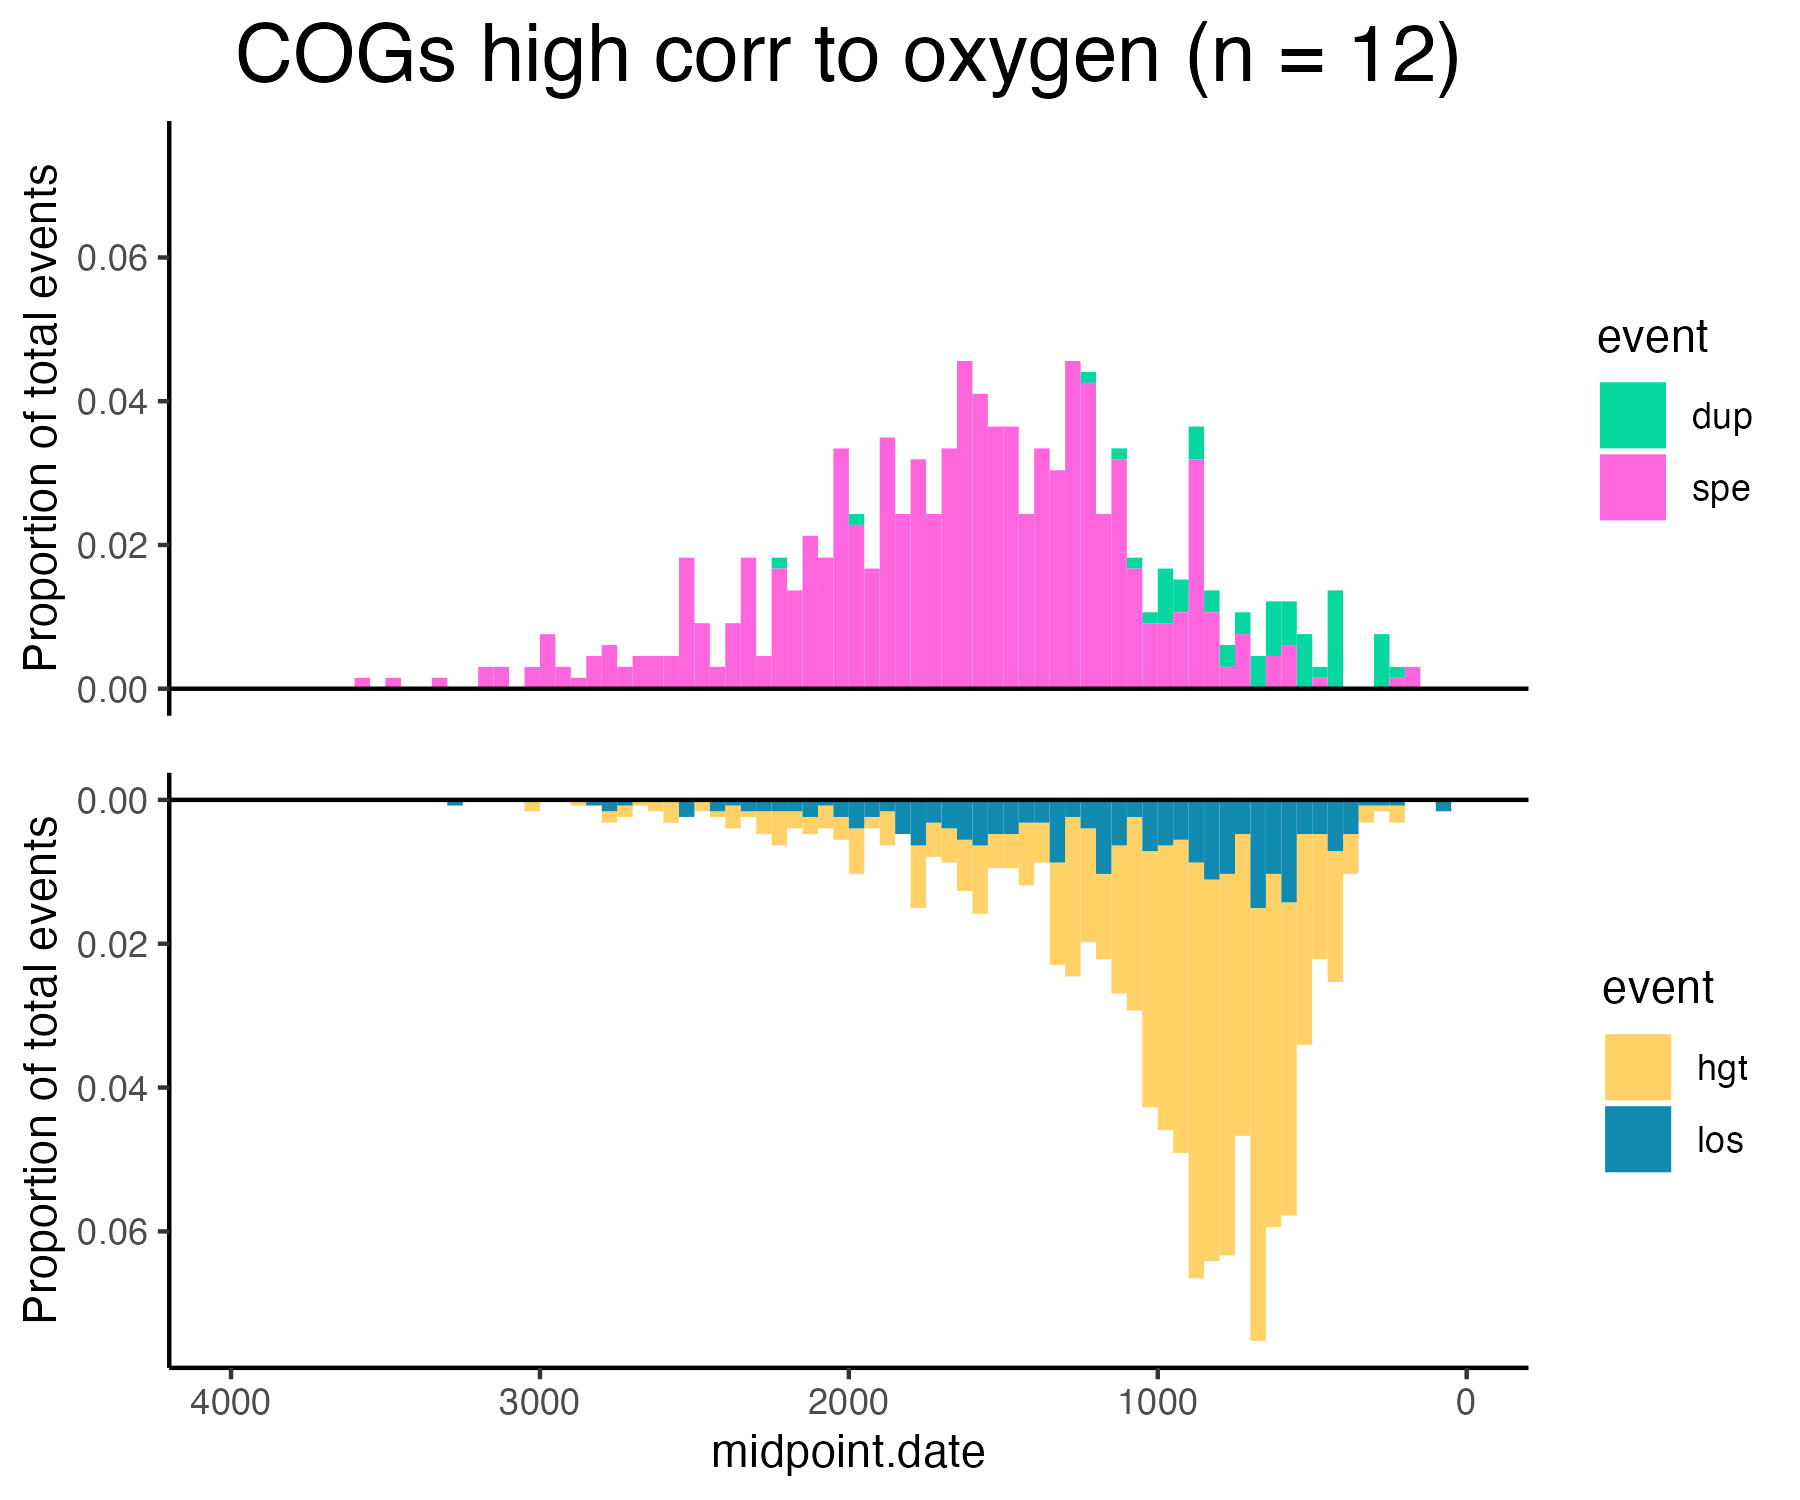 COGs high corr to oxygen (n = 12)
Proportion of total events
0.06
0.04
0.02
0.00
event
dup
spe
Proportion of total events
0.00
0.02
0.04
0.06
event
hgt
los
4000 3000 2000 1000 0
midpoint.date